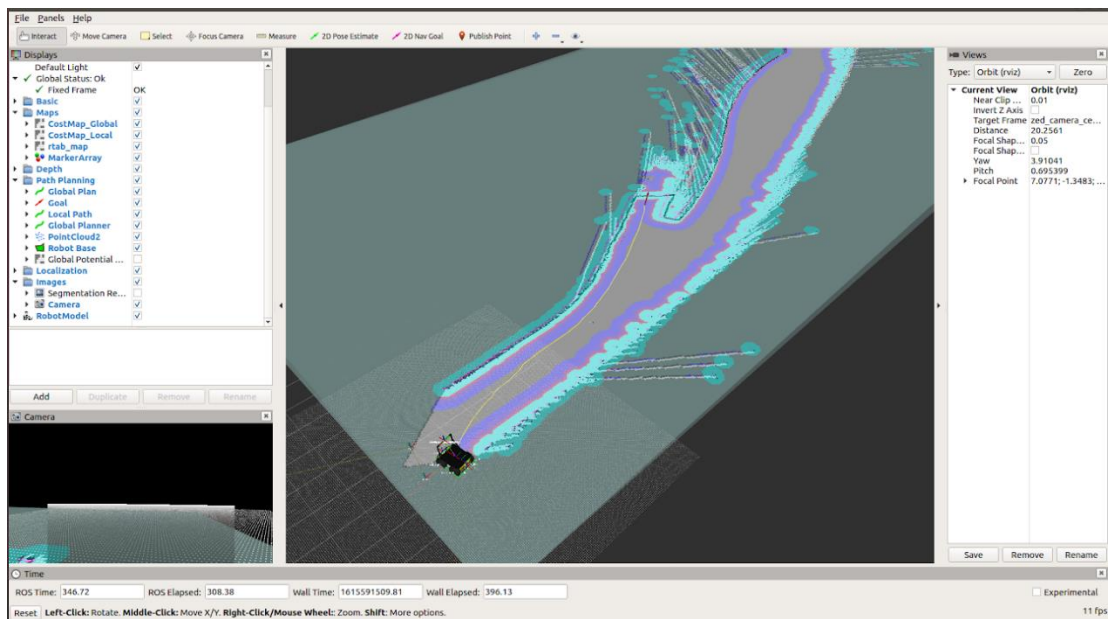 File Panels Help
Interact Move Camera Select Focus Camera Measure 2D Pose Estimate 2D Nav Goal Publish Point
Displays
Default Light
Global Status: Ok
Fixed Frame OK
Basic
Maps
CostMap_Global
CostMap_Local
rtab_map
MarkerArray
Depth
Path Planning
Global Plan
Goal
Local Path
Global Planner
PointCloud2
Robot Base
Global Potential ...
Localization
Images
Segmentation Re...
Camera
RobotModel
Add Duplicate Remove Rename
Camera
Views
Type: Orbit (rviz) Zero
Current View Orbit (rviz)
Near Clip ... 0.01
Invert Z Axis
Target Frame zed_camera_ce...
Distance 20.2561
Focal Shap... 0.05
Focal Shap...
Yaw 3.91041
Pitch 0.695399
Focal Point 7.0771; -1.3483; ...
Save Remove Rename
Time
ROS Time: 346.72 ROS Elapsed: 308.38 Wall Time: 1615591509.81 Wall Elapsed: 396.13 Experimental
Reset Left-Click: Rotate. Middle-Click: Move X/Y. Right-Click/Mouse Wheel:: Zoom. Shift: More options. 11 fps